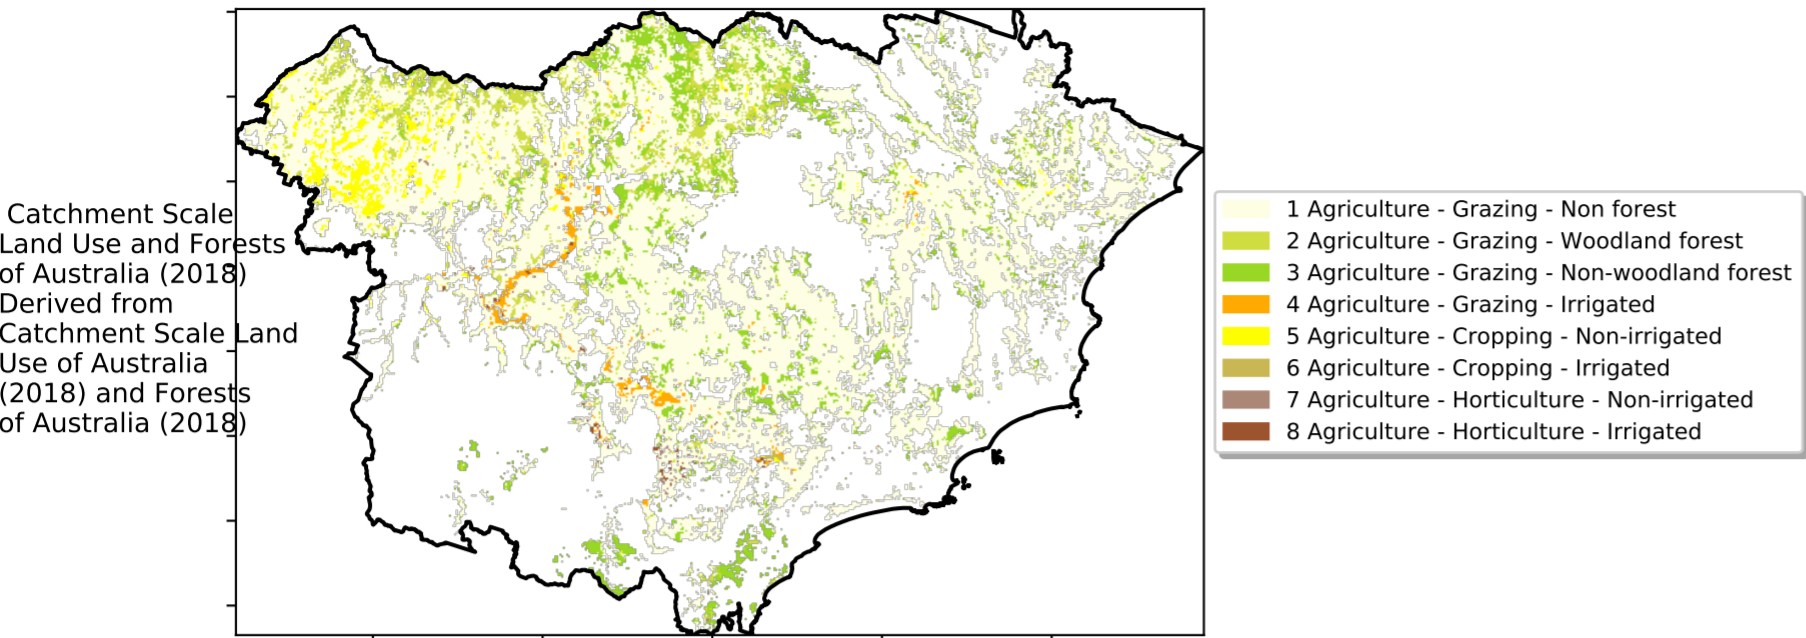 Catchment Scale
Land Use and Forests
of Australia (2018)
Derived from
Catchment Scale Land
Use of Australia
(2018) and Forests
of Australia (2018)
1 Agriculture - Grazing - Non forest
2 Agriculture - Grazing - Woodland forest
3 Agriculture - Grazing - Non-woodland forest
4 Agriculture - Grazing - Irrigated
5 Agriculture - Cropping - Non-irrigated
6 Agriculture - Cropping - Irrigated
7 Agriculture - Horticulture - Non-irrigated
8 Agriculture - Horticulture - Irrigated